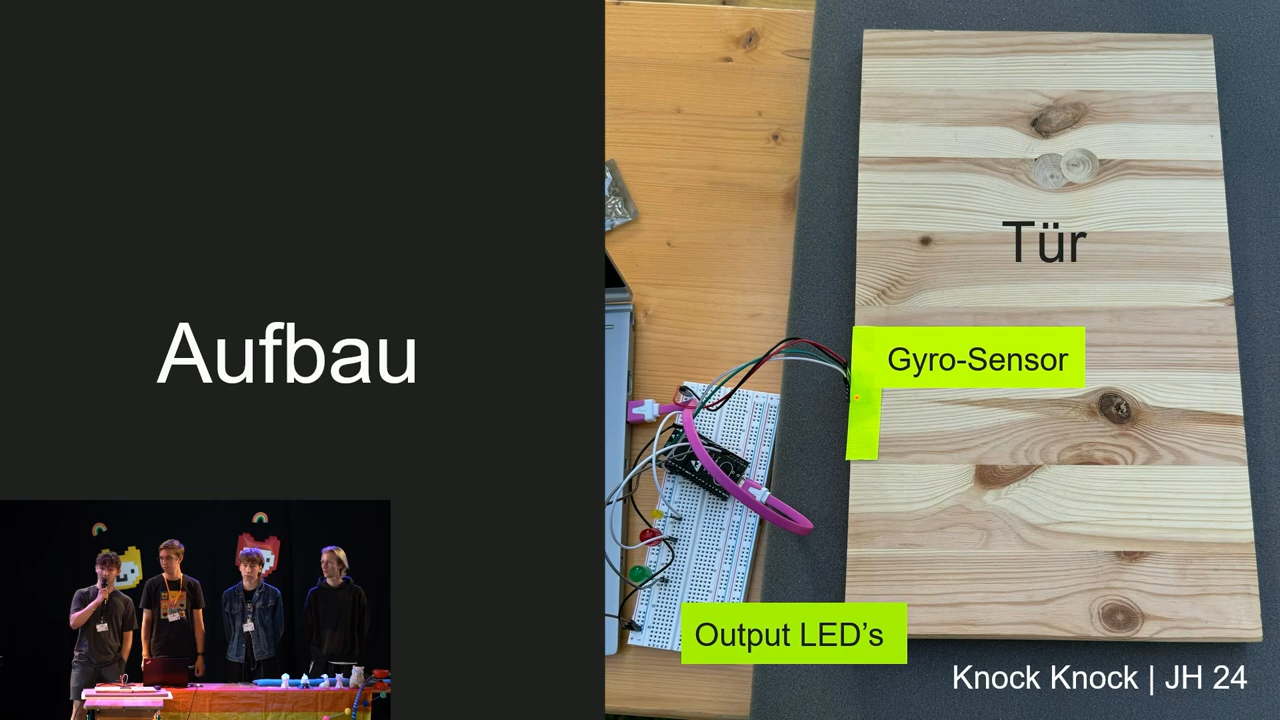 Aufbau
Tür
Gyro-Sensor
Output LED’s
Knock Knock | JH 24